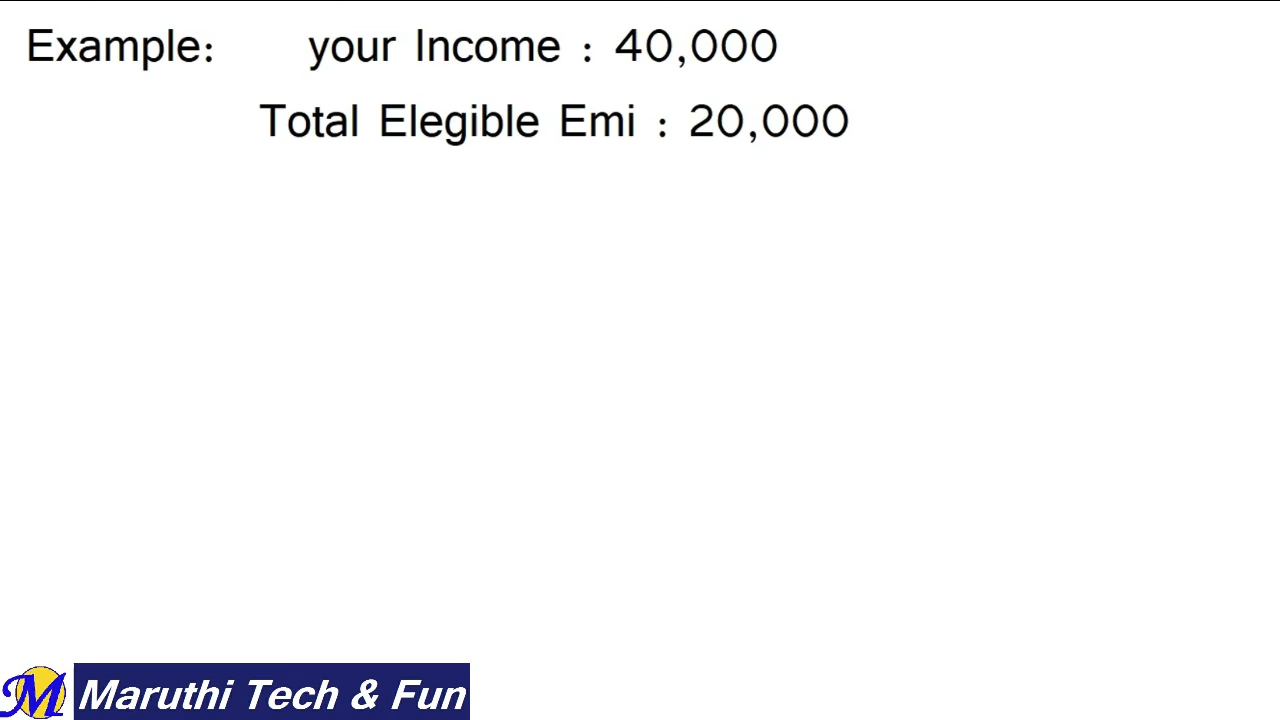 Example: your Income : 40,000
Total Elegible Emi : 20,000
M Maruthi Tech & Fun